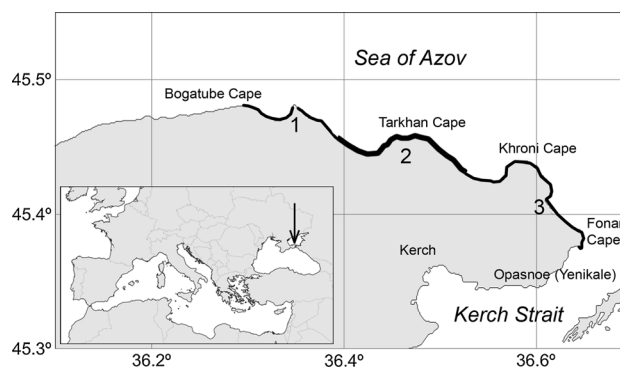 Sea of Azov
45.5º
Bogatube Cape
1
Tarkhan Cape
2
Khroni Cape
3
45.4º
Fonar
Cape
Kerch
Opasnoe (Yenikale)
Kerch Strait
45.3º
36.2º
36.4º
36.6º